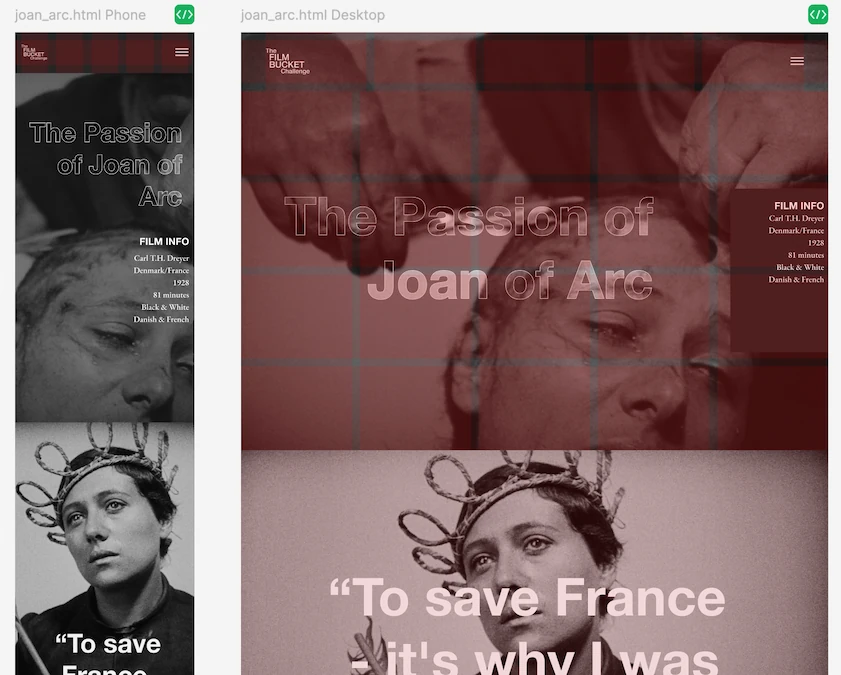 joan_arc.html Phone
The
FILM
BUCKET
Challenge
The Passion
of Joan of
Arc
FILM INFO
Carl T.H. Dreyer
Denmark/France
1928
81 minutes
Black & White
Danish & French
“To save
France
joan_arc.html Desktop
The
FILM
BUCKET
Challenge
The Passion of
Joan of Arc
FILM INFO
Carl T.H. Dreyer
Denmark/France
1928
81 minutes
Black & White
Danish & French
“To save France
- it's why I was